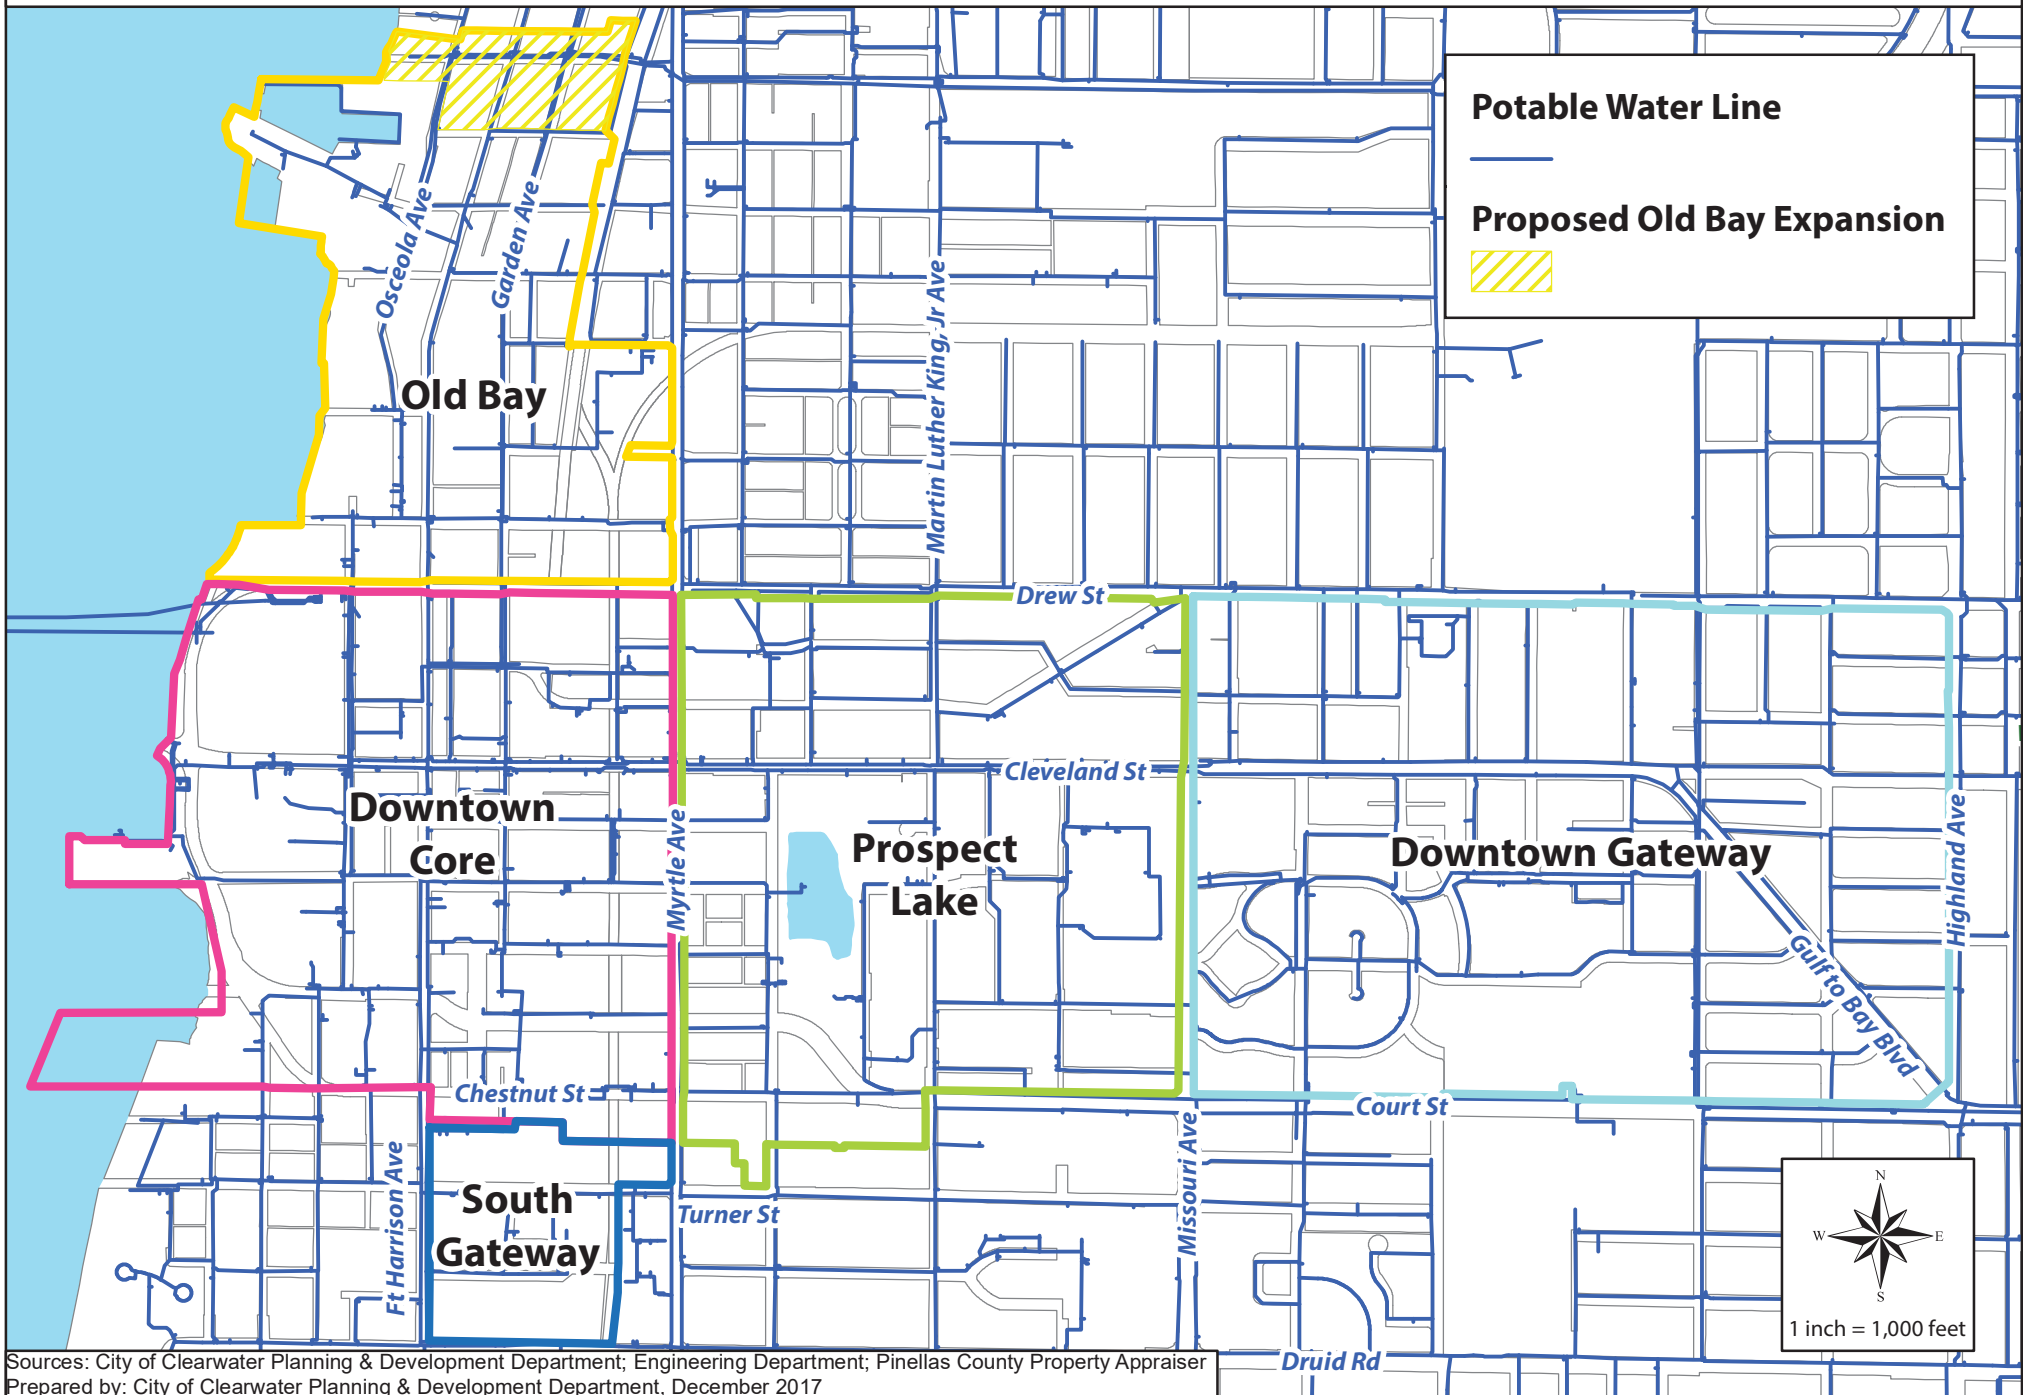 Potable Water Line
Proposed Old Bay Expansion
Osceola Ave
Garden Ave
Martin Luther King, Jr Ave
Old Bay
Drew St
Cleveland St
Downtown
Core
Myrtle Ave
Prospect
Lake
Downtown Gateway
Highland Ave
Gulf to Bay Blvd
Chestnut St
Court St
Ft Harrison Ave
South
Gateway
Turner St
Missouri Ave
Druid Rd
N
W
E
S
1 inch = 1,000 feet
Sources: City of Clearwater Planning & Development Department; Engineering Department; Pinellas County Property Appraiser
Prepared by: City of Clearwater Planning & Development Department, December 2017